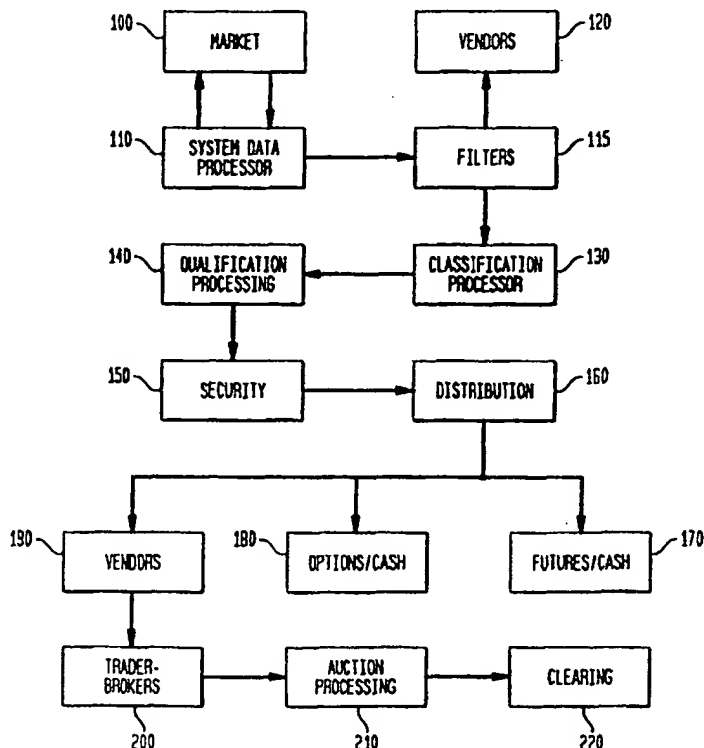 100 MARKET
VENDORS 120
110 SYSTEM DATA
PROCESSOR
FILTERS 115
140 QUALIFICATION
PROCESSING
CLASSIFICATION
PROCESSOR 130
150 SECURITY
DISTRIBUTION 160
190 VENDORS
180 OPTIONS/CASH
FUTURES/CASH 170
TRADER-
BROKERS
200
AUCTION
PROCESSING
210
CLEARING
220